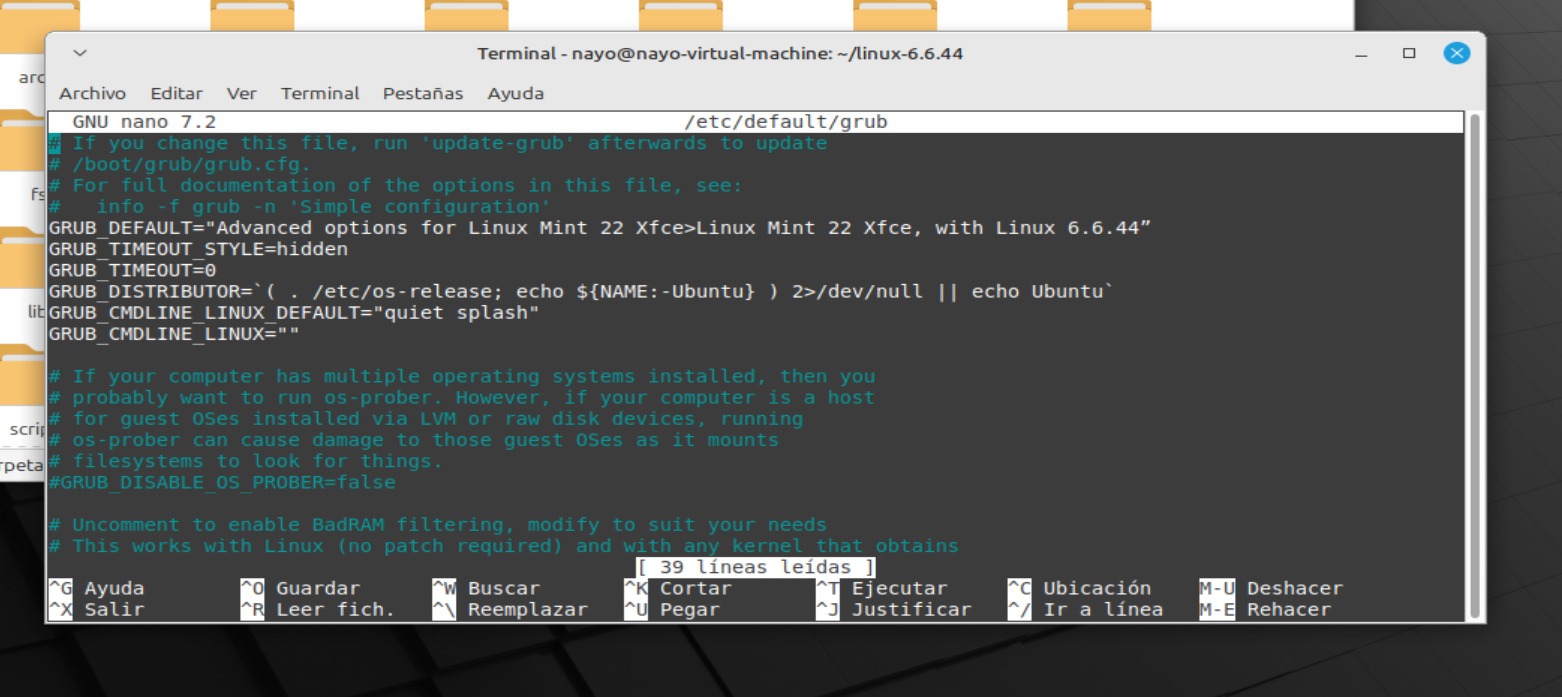 Terminal - nayo@nayo-virtual-machine: ~/linux-6.6.44
Archivo Editar Ver Terminal Pestañas Ayuda
GNU nano 7.2 /etc/default/grub
# If you change this file, run 'update-grub' afterwards to update
# /boot/grub/grub.cfg.
# For full documentation of the options in this file, see:
#   info -f grub -n 'Simple configuration'
GRUB_DEFAULT="Advanced options for Linux Mint 22 Xfce>Linux Mint 22 Xfce, with Linux 6.6.44”
GRUB_TIMEOUT_STYLE=hidden
GRUB_TIMEOUT=0
GRUB_DISTRIBUTOR=`( . /etc/os-release; echo ${NAME:-Ubuntu} ) 2>/dev/null || echo Ubuntu`
GRUB_CMDLINE_LINUX_DEFAULT="quiet splash"
GRUB_CMDLINE_LINUX=""
# If your computer has multiple operating systems installed, then you
# probably want to run os-prober. However, if your computer is a host
# for guest OSes installed via LVM or raw disk devices, running
# os-prober can cause damage to those guest OSes as it mounts
# filesystems to look for things.
#GRUB_DISABLE_OS_PROBER=false
# Uncomment to enable BadRAM filtering, modify to suit your needs
# This works with Linux (no patch required) and with any kernel that obtains
[ 39 líneas leídas ]
^G Ayuda ^O Guardar ^W Buscar ^K Cortar ^T Ejecutar ^C Ubicación M-U Deshacer
^X Salir ^R Leer fich. ^\ Reemplazar ^U Pegar ^J Justificar ^/ Ir a línea M-E Rehacer
arc
fs
lib
scrip
rpeta